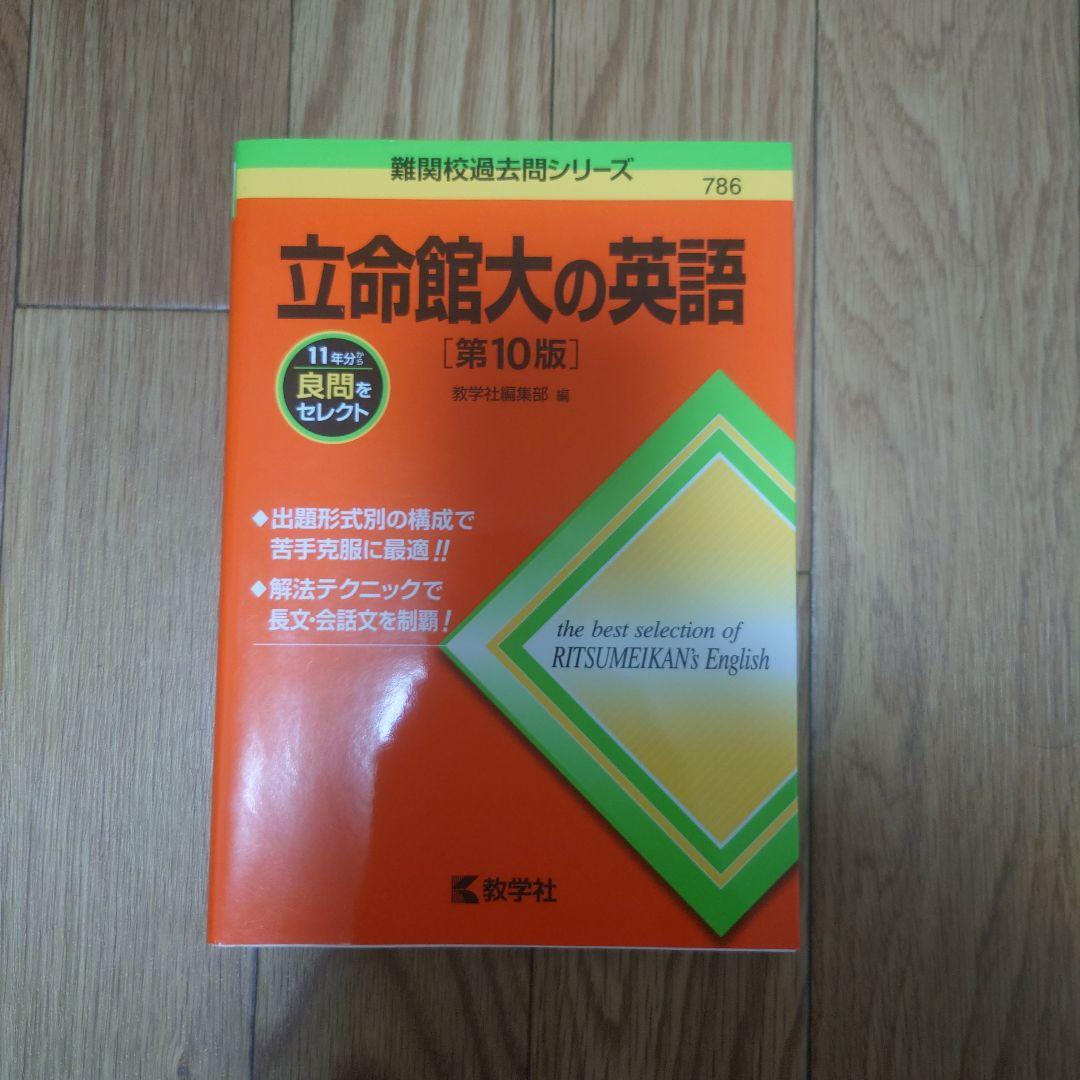 難関校過去問シリーズ
786
立命館大の英語
[第10版]
教学社編集部 編
11年分から
良問を
セレクト
◆出題形式別の構成で
苦手克服に最適!!
◆解法テクニックで
長文・会話文を制覇!
the best selection of
RITSUMEIKAN's English
教学社